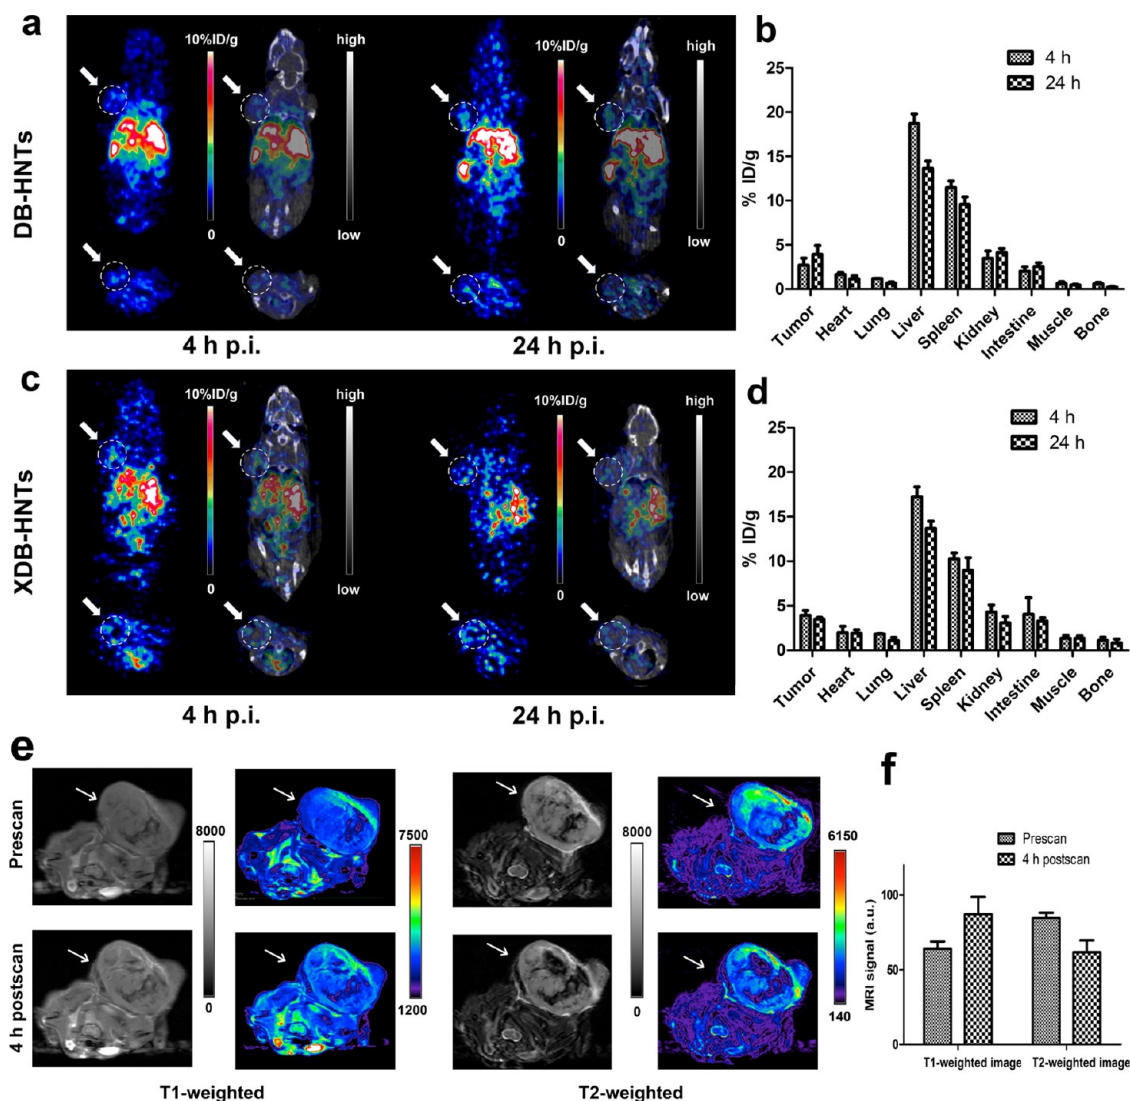 a
DB-HNTs
10%ID/g
0
high
low
10%ID/g
0
high
low
4 h p.i.
24 h p.i.
b
4 h
24 h
% ID/g
25
20
15
10
5
0
Tumor
Heart
Lung
Liver
Spleen
Kidney
Intestine
Muscle
Bone
c
XDB-HNTs
10%ID/g
0
high
low
10%ID/g
0
high
low
4 h p.i.
24 h p.i.
d
4 h
24 h
% ID/g
25
20
15
10
5
0
Tumor
Heart
Lung
Liver
Spleen
Kidney
Intestine
Muscle
Bone
e
Prescan
4 h postscan
8000
0
7500
1200
8000
0
6150
140
T1-weighted
T2-weighted
f
Prescan
4 h postscan
MRI signal (a.u.)
100
50
0
T1-weighted image
T2-weighted image